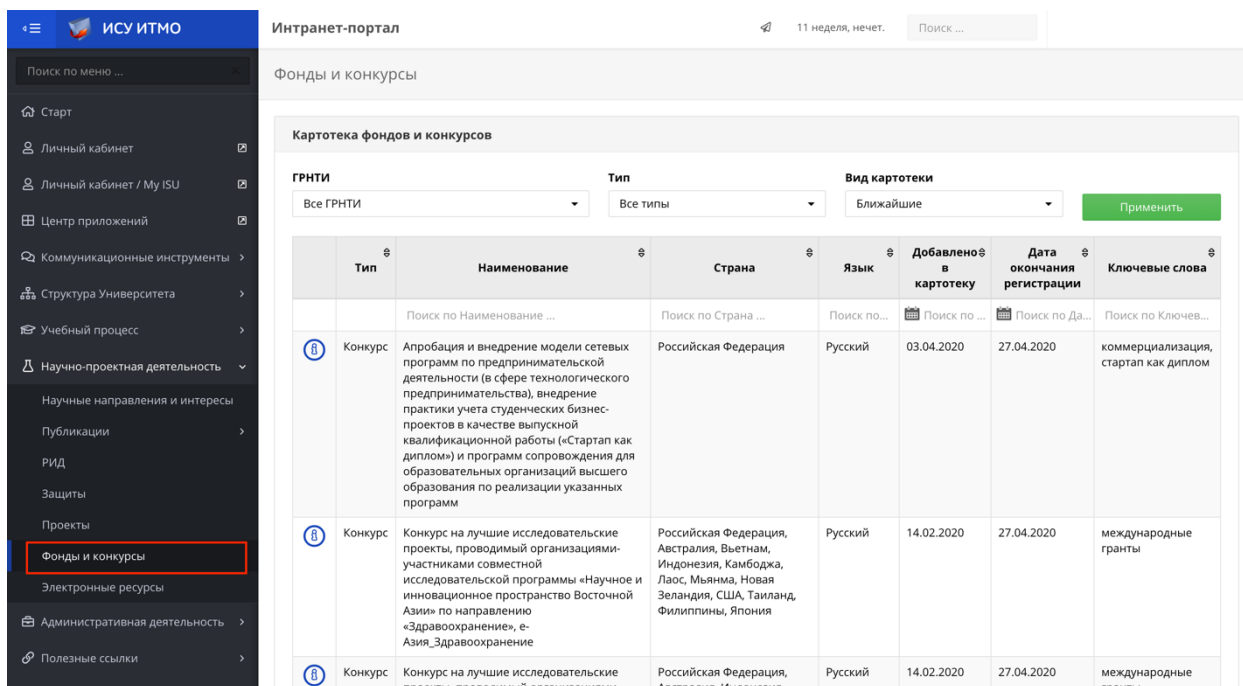 ИСУ ИТМО
Интранет-портал
11 неделя, нечет.
Поиск ...
Поиск по меню ...
Фонды и конкурсы
Старт
Личный кабинет
Личный кабинет / My ISU
Центр приложений
Коммуникационные инструменты
Структура Университета
Учебный процесс
Научно-проектная деятельность
Научные направления и интересы
Публикации
РИД
Защиты
Проекты
Фонды и конкурсы
Электронные ресурсы
Административная деятельность
Полезные ссылки
Картотека фондов и конкурсов
ГРНТИ
Тип
Вид картотеки
Все ГРНТИ
Все типы
Ближайшие
Применить
Тип
Наименование
Страна
Язык
Добавлено
в
картотеку
Дата
окончания
регистрации
Ключевые слова
Поиск по Наименование ...
Поиск по Страна ...
Поиск по...
Поиск по ...
Поиск по Да...
Поиск по Ключев...
Конкурс
Апробация и внедрение модели сетевых
программ по предпринимательской
деятельности (в сфере технологического
предпринимательства), внедрение
практики учета студенческих бизнес-
проектов в качестве выпускной
квалификационной работы («Стартап как
диплом») и программ сопровождения для
образовательных организаций высшего
образования по реализации указанных
программ
Российская Федерация
Русский
03.04.2020
27.04.2020
коммерциализация,
стартап как диплом
Конкурс
Конкурс на лучшие исследовательские
проекты, проводимый организациями-
участниками совместной
исследовательской программы «Научное и
инновационное пространство Восточной
Азии» по направлению
«Здравоохранение», е-
Азия_Здравоохранение
Российская Федерация,
Австралия, Вьетнам,
Индонезия, Камбоджа,
Лаос, Мьянма, Новая
Зеландия, США, Таиланд,
Филиппины, Япония
Русский
14.02.2020
27.04.2020
международные
гранты
Конкурс
Конкурс на лучшие исследовательские
Российская Федерация,
Русский
14.02.2020
27.04.2020
международные